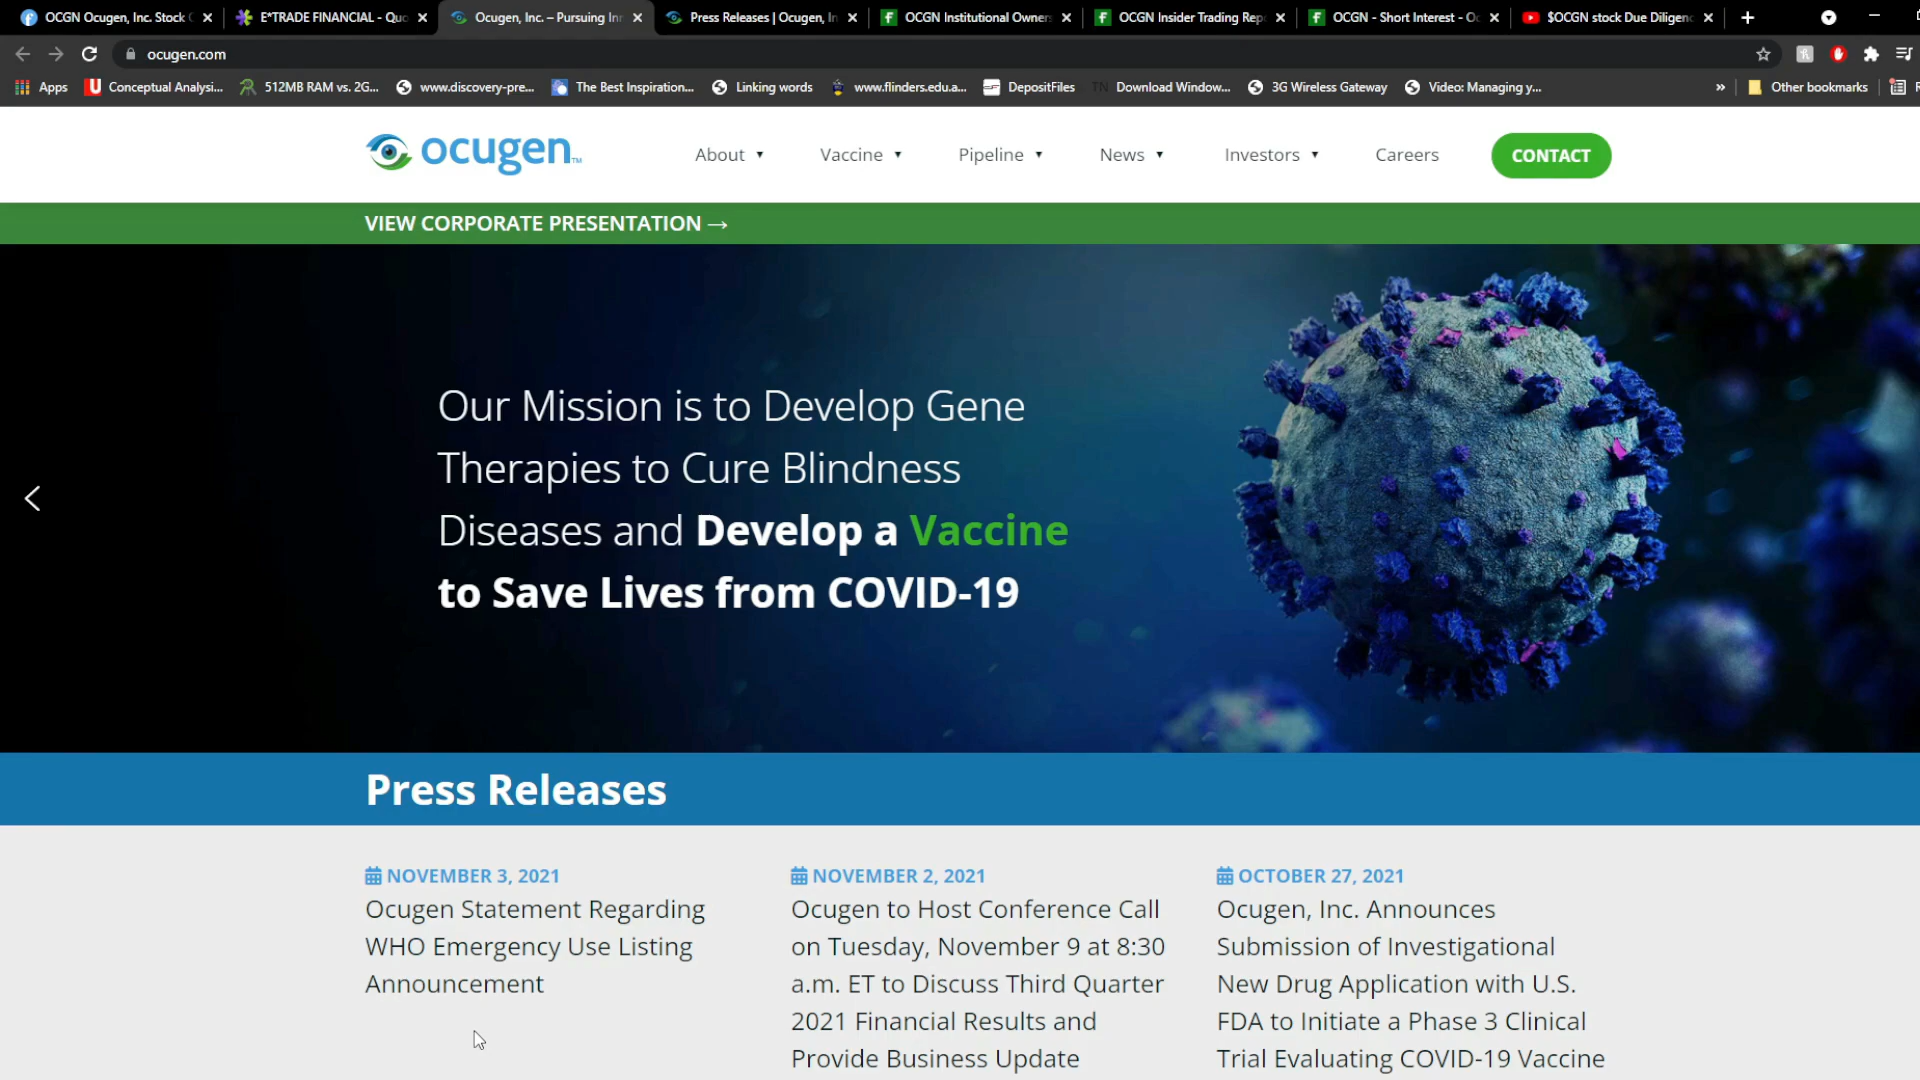 OCGN Ocugen, Inc. Stock
E*TRADE FINANCIAL - Quo
Ocugen, Inc. – Pursuing Inn
Press Releases | Ocugen, In
OCGN Institutional Owners
OCGN Insider Trading Rep
OCGN - Short Interest - Oc
$OCGN stock Due Diligen
ocugen.com
Apps
Conceptual Analysi...
512MB RAM vs. 2G...
www.discovery-pre...
The Best Inspiration...
Linking words
www.flinders.edu.a...
DepositFiles
TN Download Window...
3G Wireless Gateway
Video: Managing y...
»
Other bookmarks
ocugen™
About
Vaccine
Pipeline
News
Investors
Careers
CONTACT
VIEW CORPORATE PRESENTATION →
Our Mission is to Develop Gene
Therapies to Cure Blindness
Diseases and Develop a Vaccine
to Save Lives from COVID-19
Press Releases
NOVEMBER 3, 2021
Ocugen Statement Regarding
WHO Emergency Use Listing
Announcement
NOVEMBER 2, 2021
Ocugen to Host Conference Call
on Tuesday, November 9 at 8:30
a.m. ET to Discuss Third Quarter
2021 Financial Results and
Provide Business Update
OCTOBER 27, 2021
Ocugen, Inc. Announces
Submission of Investigational
New Drug Application with U.S.
FDA to Initiate a Phase 3 Clinical
Trial Evaluating COVID-19 Vaccine